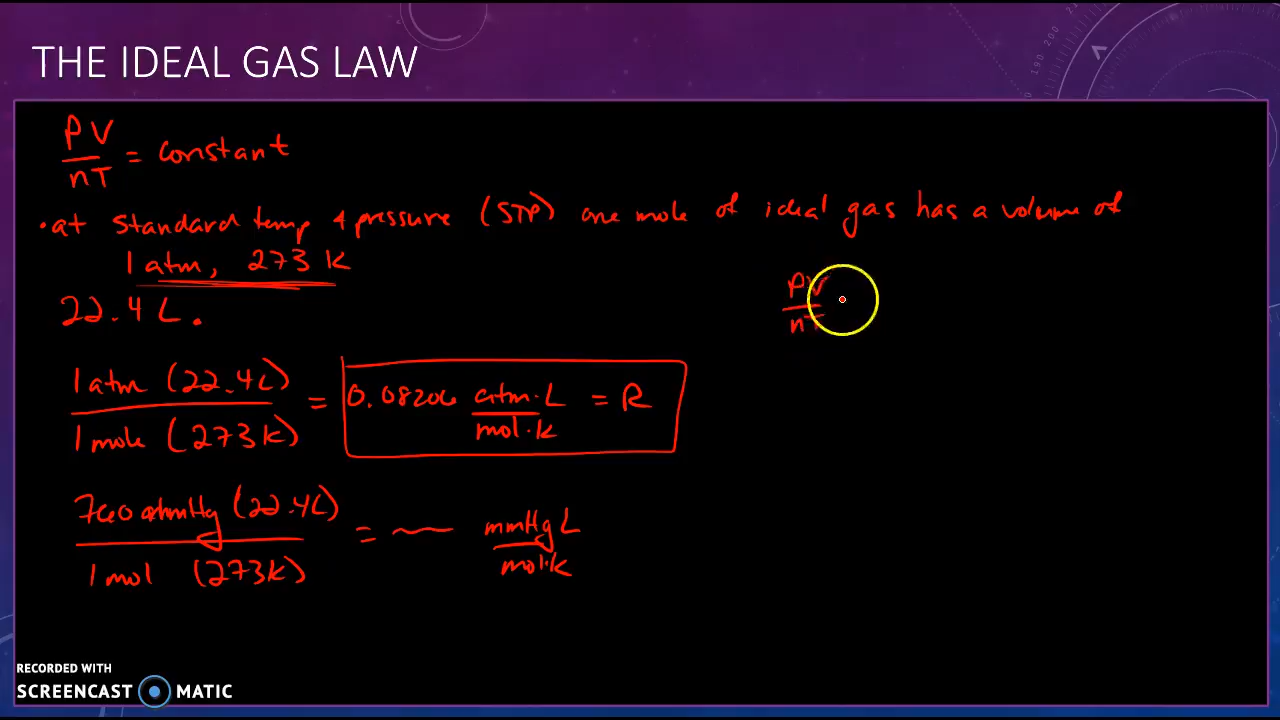 THE IDEAL GAS LAW
PV
nT
= constant
• at standard temp & pressure (STP) one mole of ideal gas has a volume of
1 atm, 273 K
22.4 L.
PV
nT
1 atm (22.4L)
1 mole (273K)
= 0.08206 atm·L = R
mol·K
760 mmHg (22.4L)
1 mol (273K)
= mmHg L
mol·K
RECORDED WITH
SCREENCAST MATIC